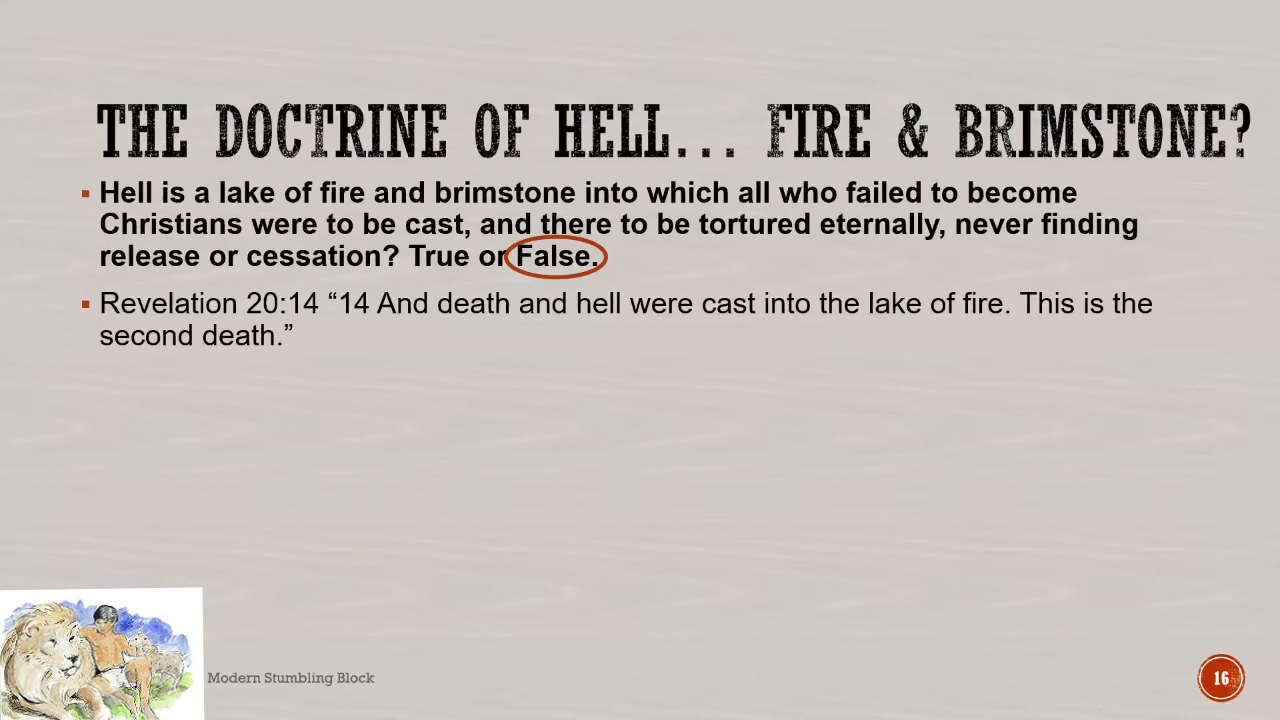 THE DOCTRINE OF HELL... FIRE & BRIMSTONE?
▪ Hell is a lake of fire and brimstone into which all who failed to become
Christians were to be cast, and there to be tortured eternally, never finding
release or cessation? True or False.
▪ Revelation 20:14 “14 And death and hell were cast into the lake of fire. This is the
second death.”
Modern Stumbling Block
16